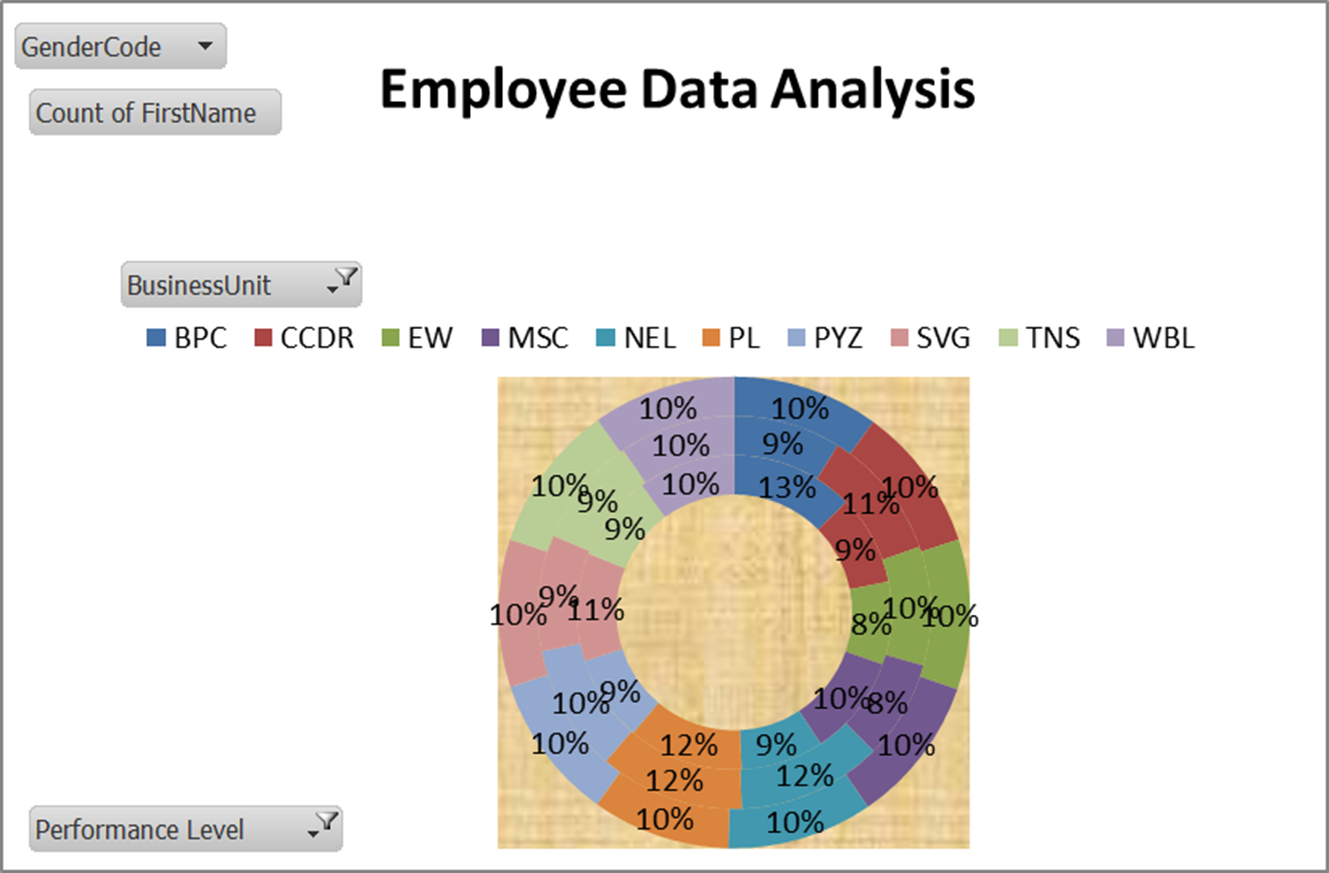 GenderCode
Employee Data Analysis
Count of FirstName
BusinessUnit
BPC CCDR EW MSC NEL PL PYZ SVG TNS WBL
10% 10%
10% 9%
10% 13%
10% 10%
9% 11%
9% 9%
9% 10% 10%
10% 11% 8% 10%
9% 10% 8%
10% 10%
10% 12% 9%
12% 12%
10% 10%
Performance Level